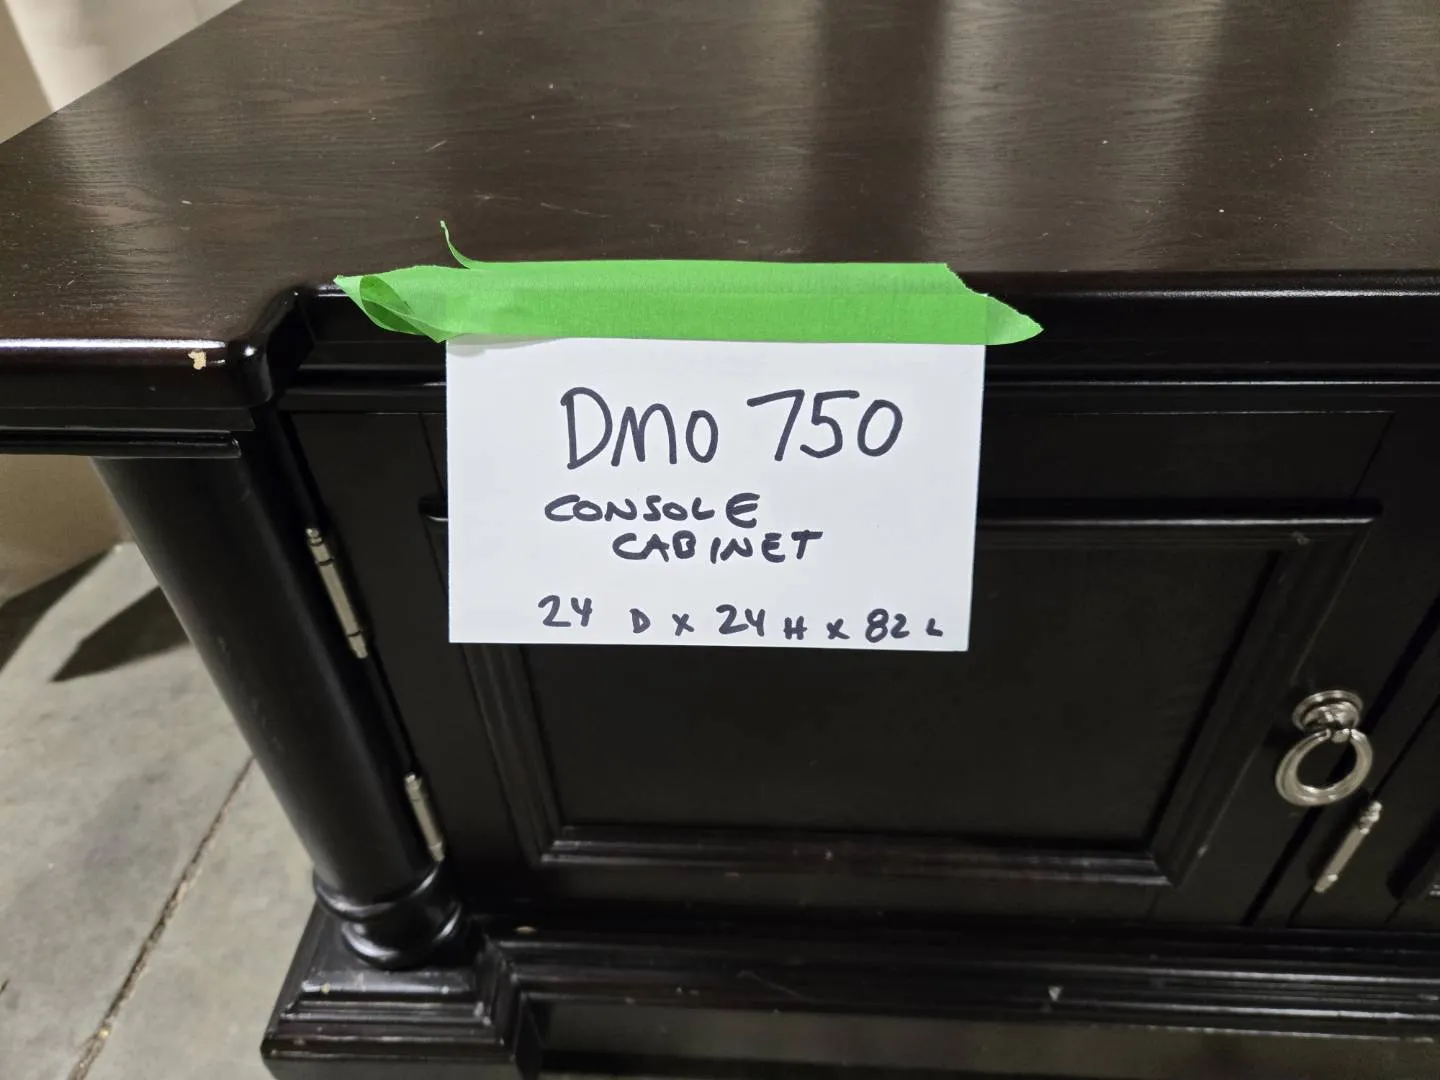 DMO 750
CONSOLE
CABINET
24 D x 24 H x 82 L